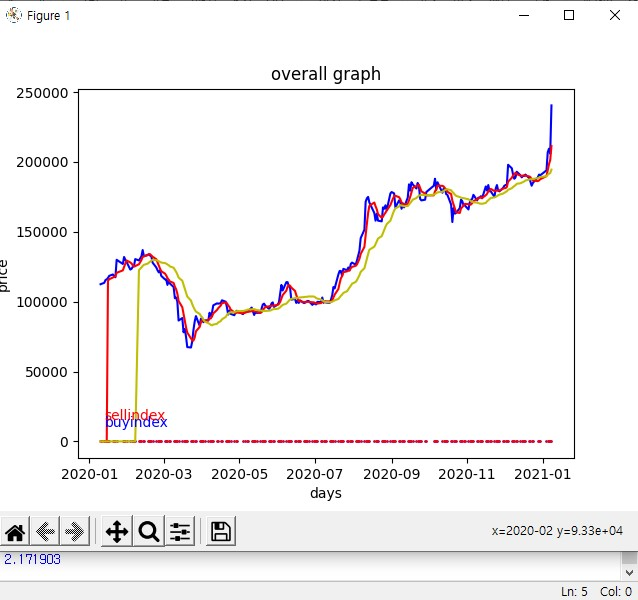 Figure 1
overall graph
250000
200000
150000
100000
50000
0
price
sellindex
buyindex
2020-01 2020-03 2020-05 2020-07 2020-09 2020-11 2021-01
days
x=2020-02 y=9.33e+04
2.171903
Ln: 5 Col: 0